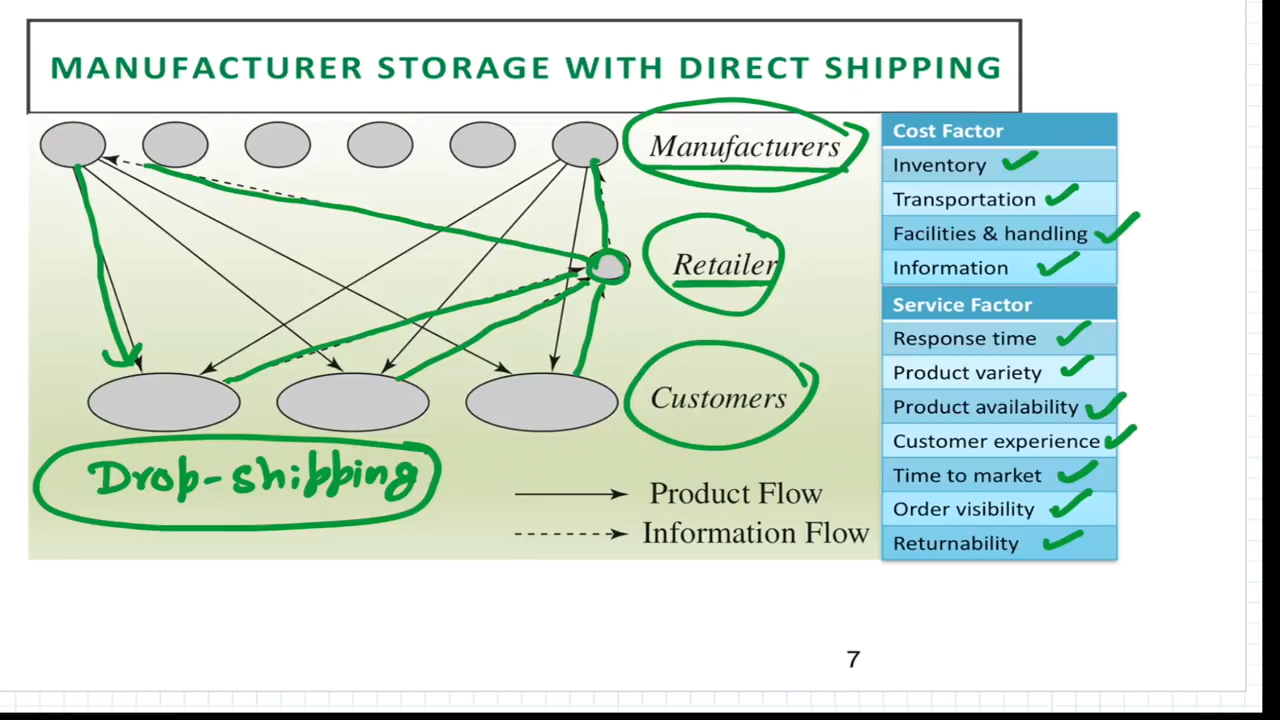 MANUFACTURER STORAGE WITH DIRECT SHIPPING
Manufacturers
Retailer
Customers
Drop-shipping
Product Flow
Information Flow
Cost Factor
Inventory
Transportation
Facilities & handling
Information
Service Factor
Response time
Product variety
Product availability
Customer experience
Time to market
Order visibility
Returnability
7